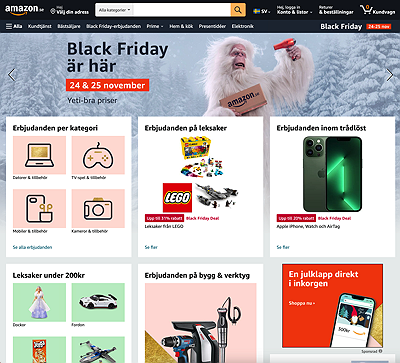 amazon.se
Hej
Välj din adress
Alla kategorier
SV
Hej, logga in
Konto & listor
Returer
& beställningar
0
Kundvagn
Alla
Kundtjänst
Bästsäljare
Black Friday-erbjudanden
Prime
Hem & kök
Presentidéer
Elektronik
Black Friday
24-25 nov
Black Friday
är här
24 & 25 november
Yeti-bra priser
amazon.se
Erbjudanden per kategori
Datorer & tillbehör
TV-spel & tillbehör
Mobiler & tillbehör
Kameror & tillbehör
Se alla erbjudanden
Erbjudanden på leksaker
LEGO
Upp till 31% rabatt
Black Friday Deal
Leksaker från LEGO
Se fler
Erbjudanden inom trådlöst
Upp till 20% rabatt
Black Friday Deal
Apple iPhone, Watch och AirTag
Se fler
Leksaker under 200kr
Dockor
Fordon
Erbjudanden på bygg & verktyg
En julklapp direkt
i inkorgen
Shoppa nu ›
500kr
Sponsrad